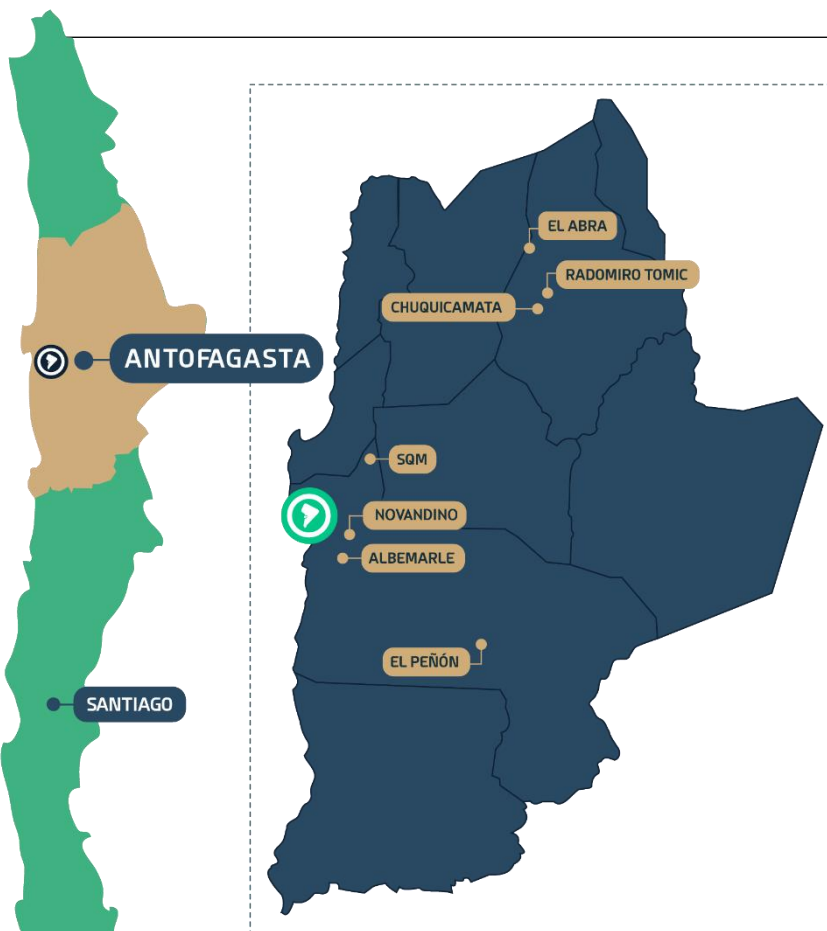 ANTOFAGASTA
SANTIAGO
EL ABRA
RADOMIRO TOMIC
CHUQUICAMATA
SQM
NOVANDINO
ALBEMARLE
EL PEÑÓN